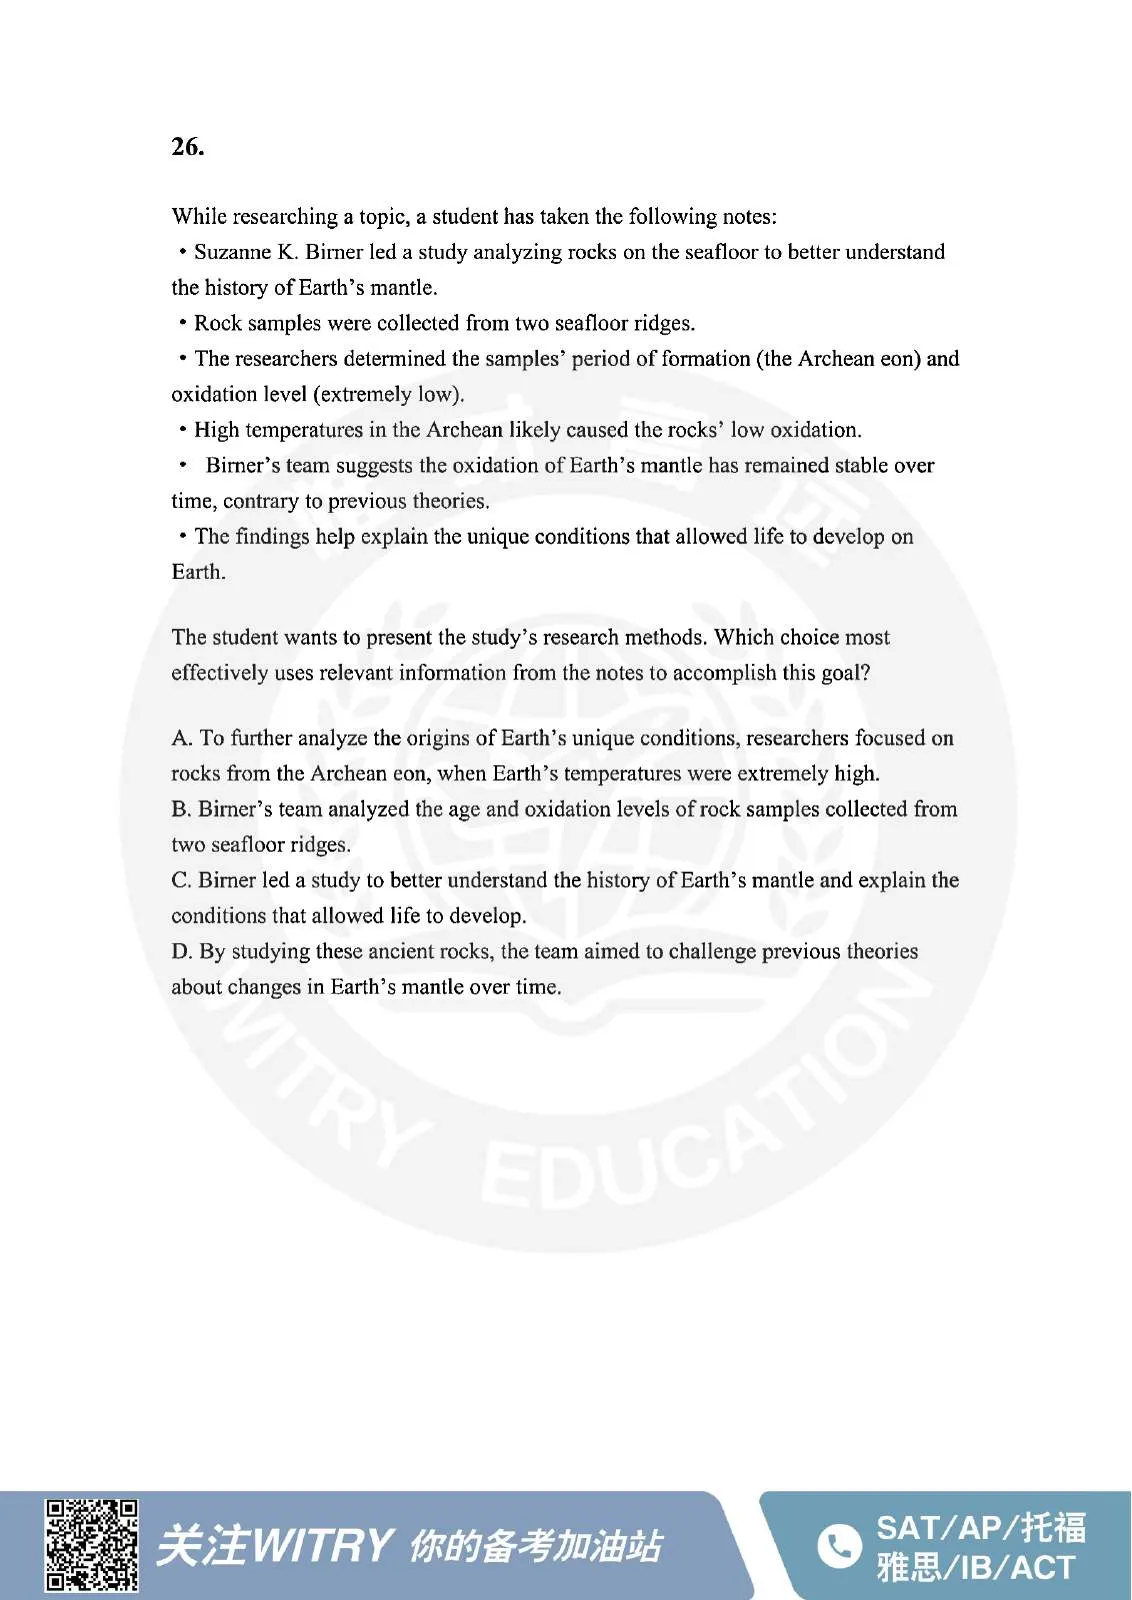 26.
While researching a topic, a student has taken the following notes:
• Suzanne K. Birner led a study analyzing rocks on the seafloor to better understand
the history of Earth’s mantle.
• Rock samples were collected from two seafloor ridges.
• The researchers determined the samples’ period of formation (the Archean eon) and
oxidation level (extremely low).
• High temperatures in the Archean likely caused the rocks’ low oxidation.
• Birner’s team suggests the oxidation of Earth’s mantle has remained stable over
time, contrary to previous theories.
• The findings help explain the unique conditions that allowed life to develop on
Earth.
The student wants to present the study’s research methods. Which choice most
effectively uses relevant information from the notes to accomplish this goal?
A. To further analyze the origins of Earth’s unique conditions, researchers focused on
rocks from the Archean eon, when Earth’s temperatures were extremely high.
B. Birner’s team analyzed the age and oxidation levels of rock samples collected from
two seafloor ridges.
C. Birner led a study to better understand the history of Earth’s mantle and explain the
conditions that allowed life to develop.
D. By studying these ancient rocks, the team aimed to challenge previous theories
about changes in Earth’s mantle over time.
WITRY EDUCATION
关注WITRY 你的备考加油站
SAT/AP/托福
雅思/IB/ACT